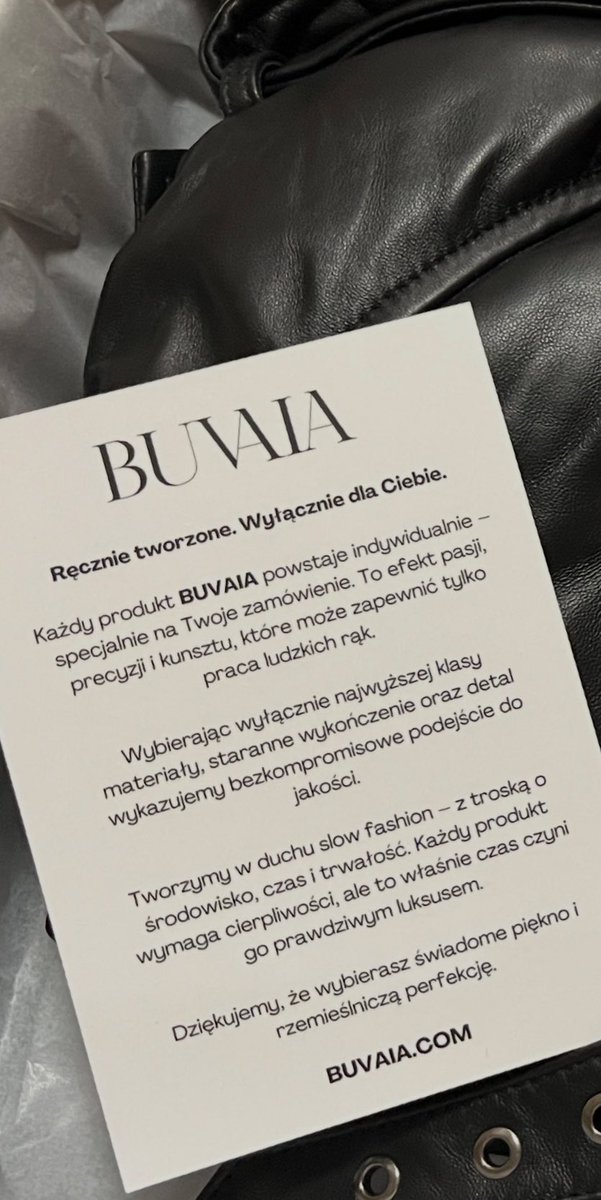 BUVAIA
Ręcznie tworzone. Wyłącznie dla Ciebie.
Każdy produkt BUVAIA powstaje indywidualnie –
specjalnie na Twoje zamówienie. To efekt pasji,
precyzji i kunsztu, które może zapewnić tylko
praca ludzkich rąk.
Wybierając wyłącznie najwyższej klasy
materiały, staranne wykończenie oraz detal
wykazujemy bezkompromisowe podejście do
jakości.
Tworzymy w duchu slow fashion – z troską o
środowisko, czas i trwałość. Każdy produkt
wymaga cierpliwości, ale to właśnie czas czyni
go prawdziwym luksusem.
Dziękujemy, że wybierasz świadome piękno i
rzemieślniczą perfekcję.
BUVAIA.COM